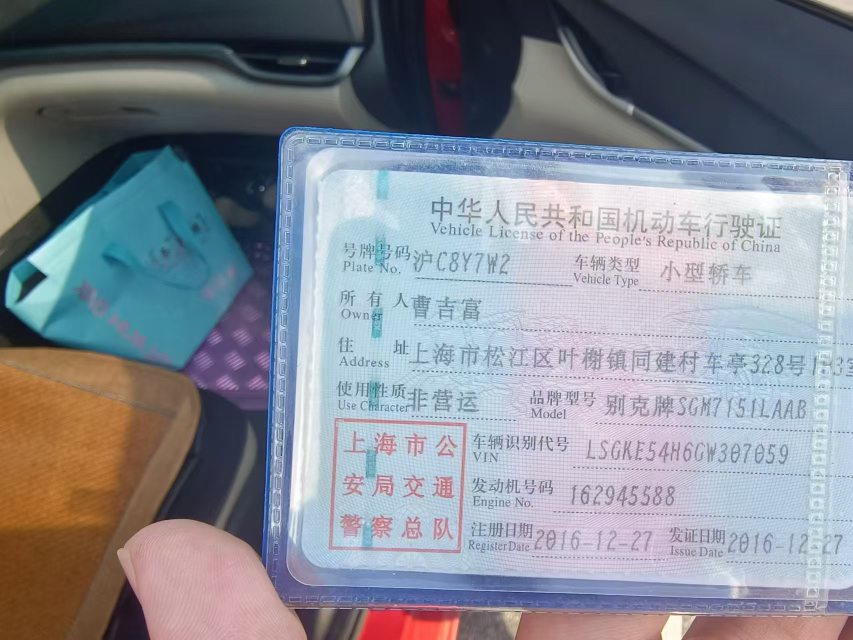 中华人民共和国机动车行驶证
Vehicle License of the People's Republic of China
号牌号码 沪C8Y7W2 车辆类型 小型轿车
Plate No. Vehicle Type
所有人 曹吉富
Owner
住址 上海市松江区叶榭镇同建村车亭328号
Address
使用性质 非营运 品牌型号 别克牌SGM7151LAAB
Use Character Model
上海市公
安局交通
警察总队
车辆识别代号 LSGKE54H6GW307059
VIN
发动机号码 162945588
Engine No.
注册日期 2016-12-27 发证日期 2016-12-27
Register Date Issue Date